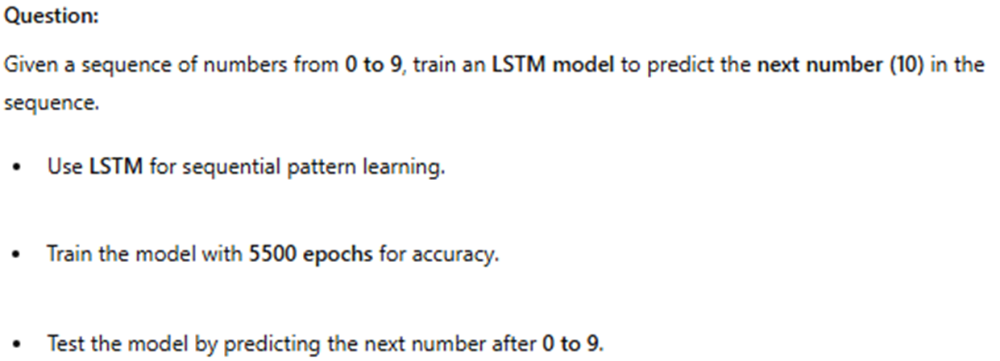 Question:
Given a sequence of numbers from 0 to 9, train an LSTM model to predict the next number (10) in the
sequence.
• Use LSTM for sequential pattern learning.
• Train the model with 5500 epochs for accuracy.
• Test the model by predicting the next number after 0 to 9.